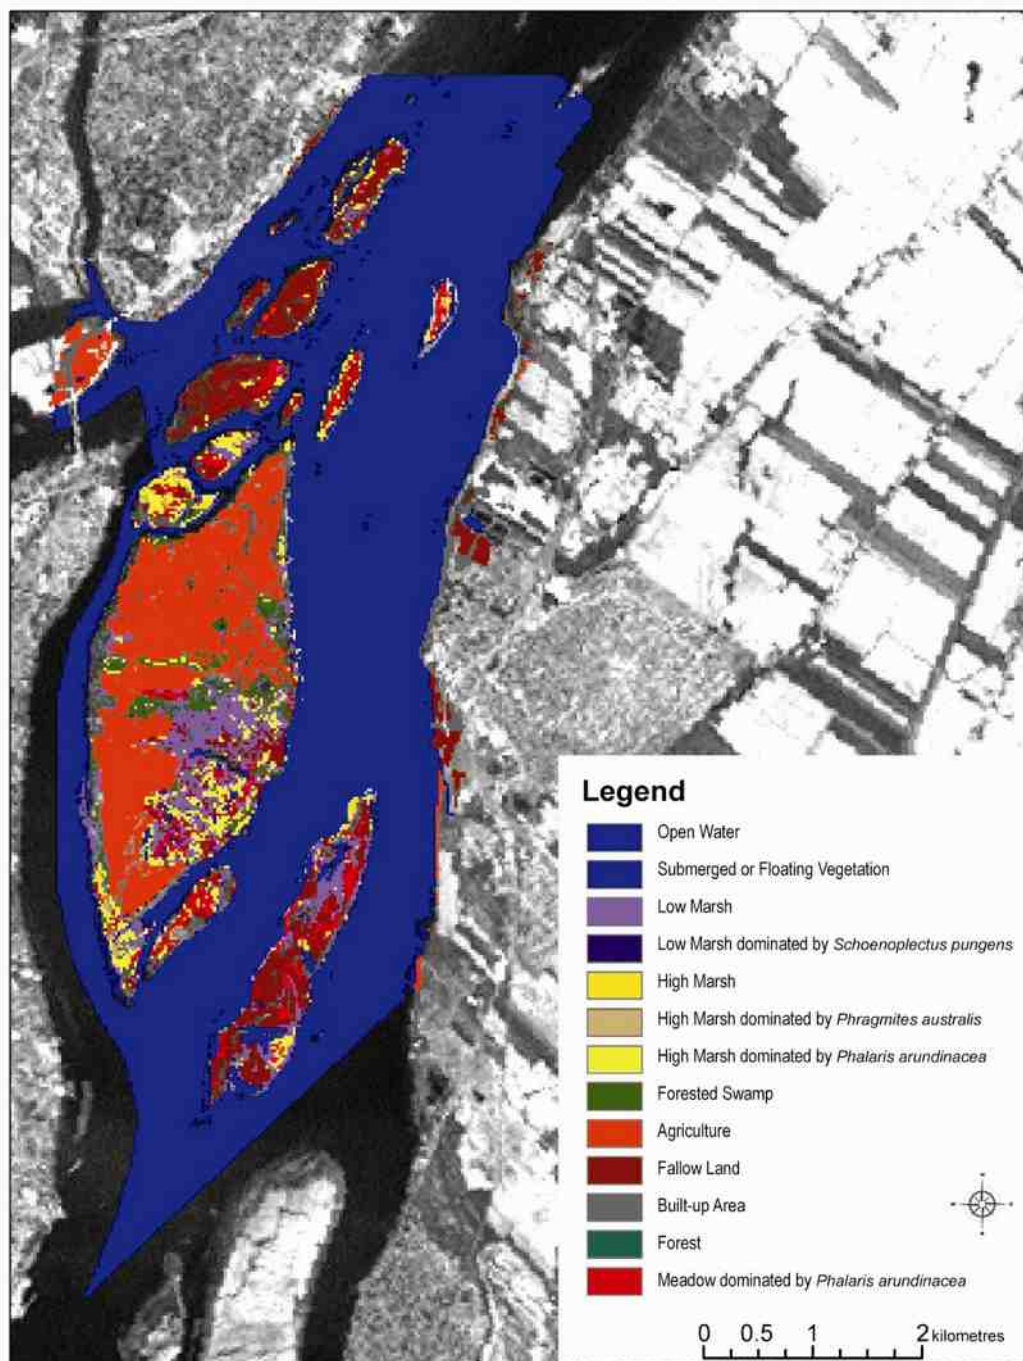 Legend
Open Water
Submerged or Floating Vegetation
Low Marsh
Low Marsh dominated by Schoenoplectus pungens
High Marsh
High Marsh dominated by Phragmites australis
High Marsh dominated by Phalaris arundinacea
Forested Swamp
Agriculture
Fallow Land
Built-up Area
Forest
Meadow dominated by Phalaris arundinacea
0 0.5 1 2 kilometres